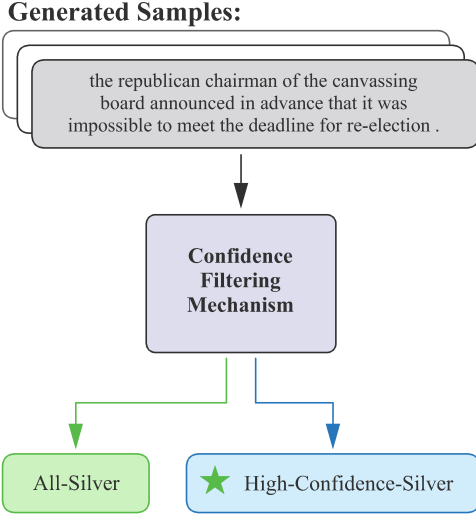 Generated Samples:
the republican chairman of the canvassing
board announced in advance that it was
impossible to meet the deadline for re-election .
Confidence
Filtering
Mechanism
All-Silver
High-Confidence-Silver